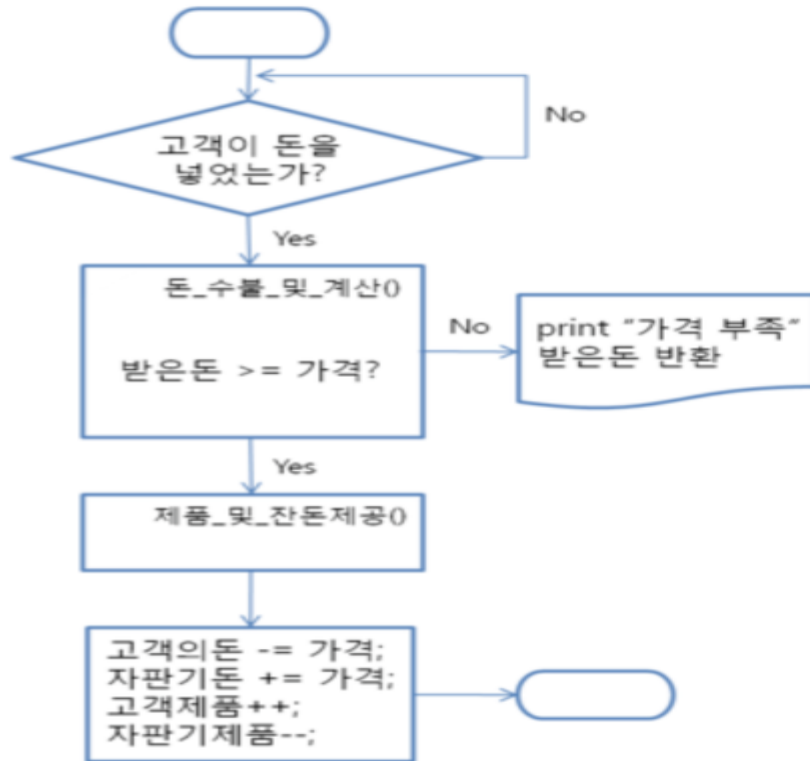 No
고객이 돈을
넣었는가?
Yes
돈_수불_및_계산()
받은돈 >= 가격?
No
print "가격 부족"
받은돈 반환
Yes
제품_및_잔돈제공()
고객의돈 -= 가격;
자판기돈 += 가격;
고객제품++;
자판기제품--;